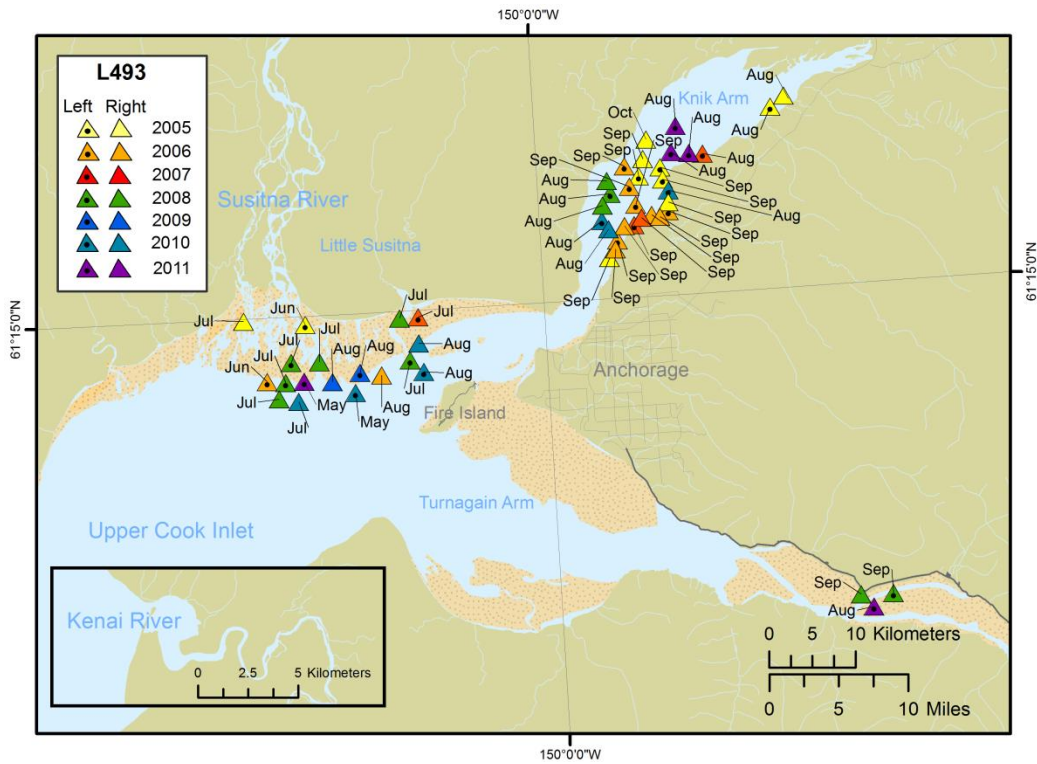 150°0'0"W
L493
Left Right
2005
2006
2007
2008
2009
2010
2011
Aug
Knik Arm
Aug
Aug
Oct
Aug
Sep
Sep
Sep
Sep
Aug
Aug
Sep
Sep
Aug
Sep
Aug
Aug
Sep
Sep
Aug
Sep
Sep
Aug
Sep
Sep
Sep
Sep
Sep
Sep
61°15'0"N
Susitna River
Little Susitna
61°15'0"N
Jul
Jun
Jul
Jul
Jul
Jul
Jul
Aug
Aug
Aug
Jun
Aug
Jul
Jul
May
May
Aug
Jul
Anchorage
Fire Island
Turnagain Arm
Upper Cook Inlet
Sep
Sep
Aug
Kenai River
0 2.5 5 Kilometers
0 5 10 Kilometers
0 5 10 Miles
150°0'0"W